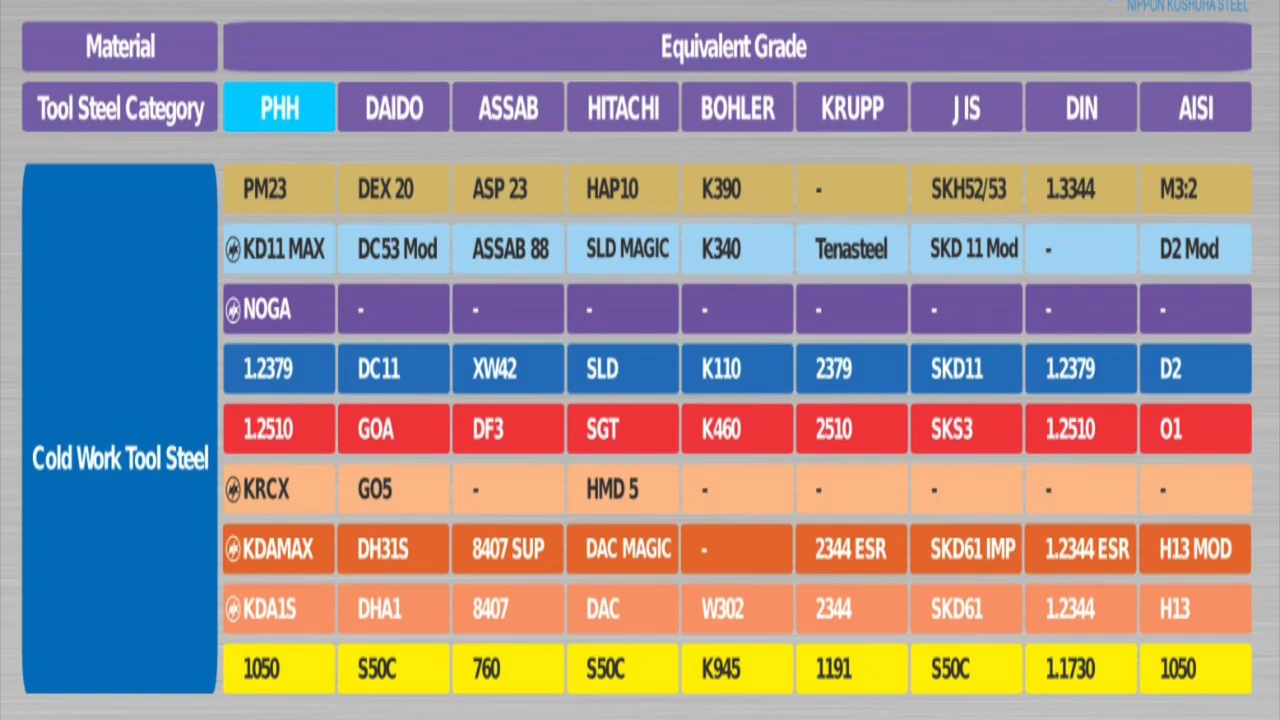 NIPPON KOSHUHA STEEL
Material Equivalent Grade
Tool Steel Category PHH DAIDO ASSAB HITACHI BOHLER KRUPP JIS DIN AISI
PM23 DEX 20 ASP 23 HAP10 K390 - SKH52/53 1.3344 M3:2
KD11 MAX DC53 Mod ASSAB 88 SLD MAGIC K340 Tenasteel SKD 11 Mod - D2 Mod
NOGA - - - - - - - -
1.2379 DC11 XW42 SLD K110 2379 SKD11 1.2379 D2
1.2510 GOA DF3 SGT K460 2510 SKS3 1.2510 O1
Cold Work Tool Steel
KRCX GO5 - HMD 5 - - - - -
KDAMAX DH31S 8407 SUP DAC MAGIC - 2344 ESR SKD61 IMP 1.2344 ESR H13 MOD
KDA1S DHA1 8407 DAC W302 2344 SKD61 1.2344 H13
1050 S50C 760 S50C K945 1191 S50C 1.1730 1050